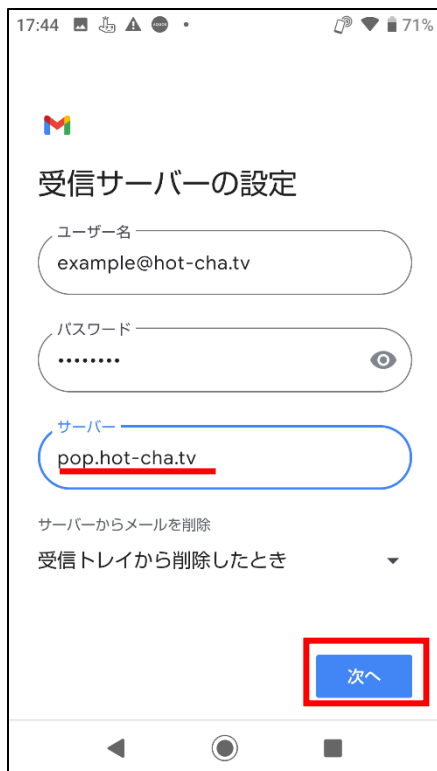 17:44 71%
受信サーバーの設定
ユーザー名
example@hot-cha.tv
パスワード
••••••••
サーバー
pop.hot-cha.tv
サーバーからメールを削除
受信トレイから削除したとき
次へ